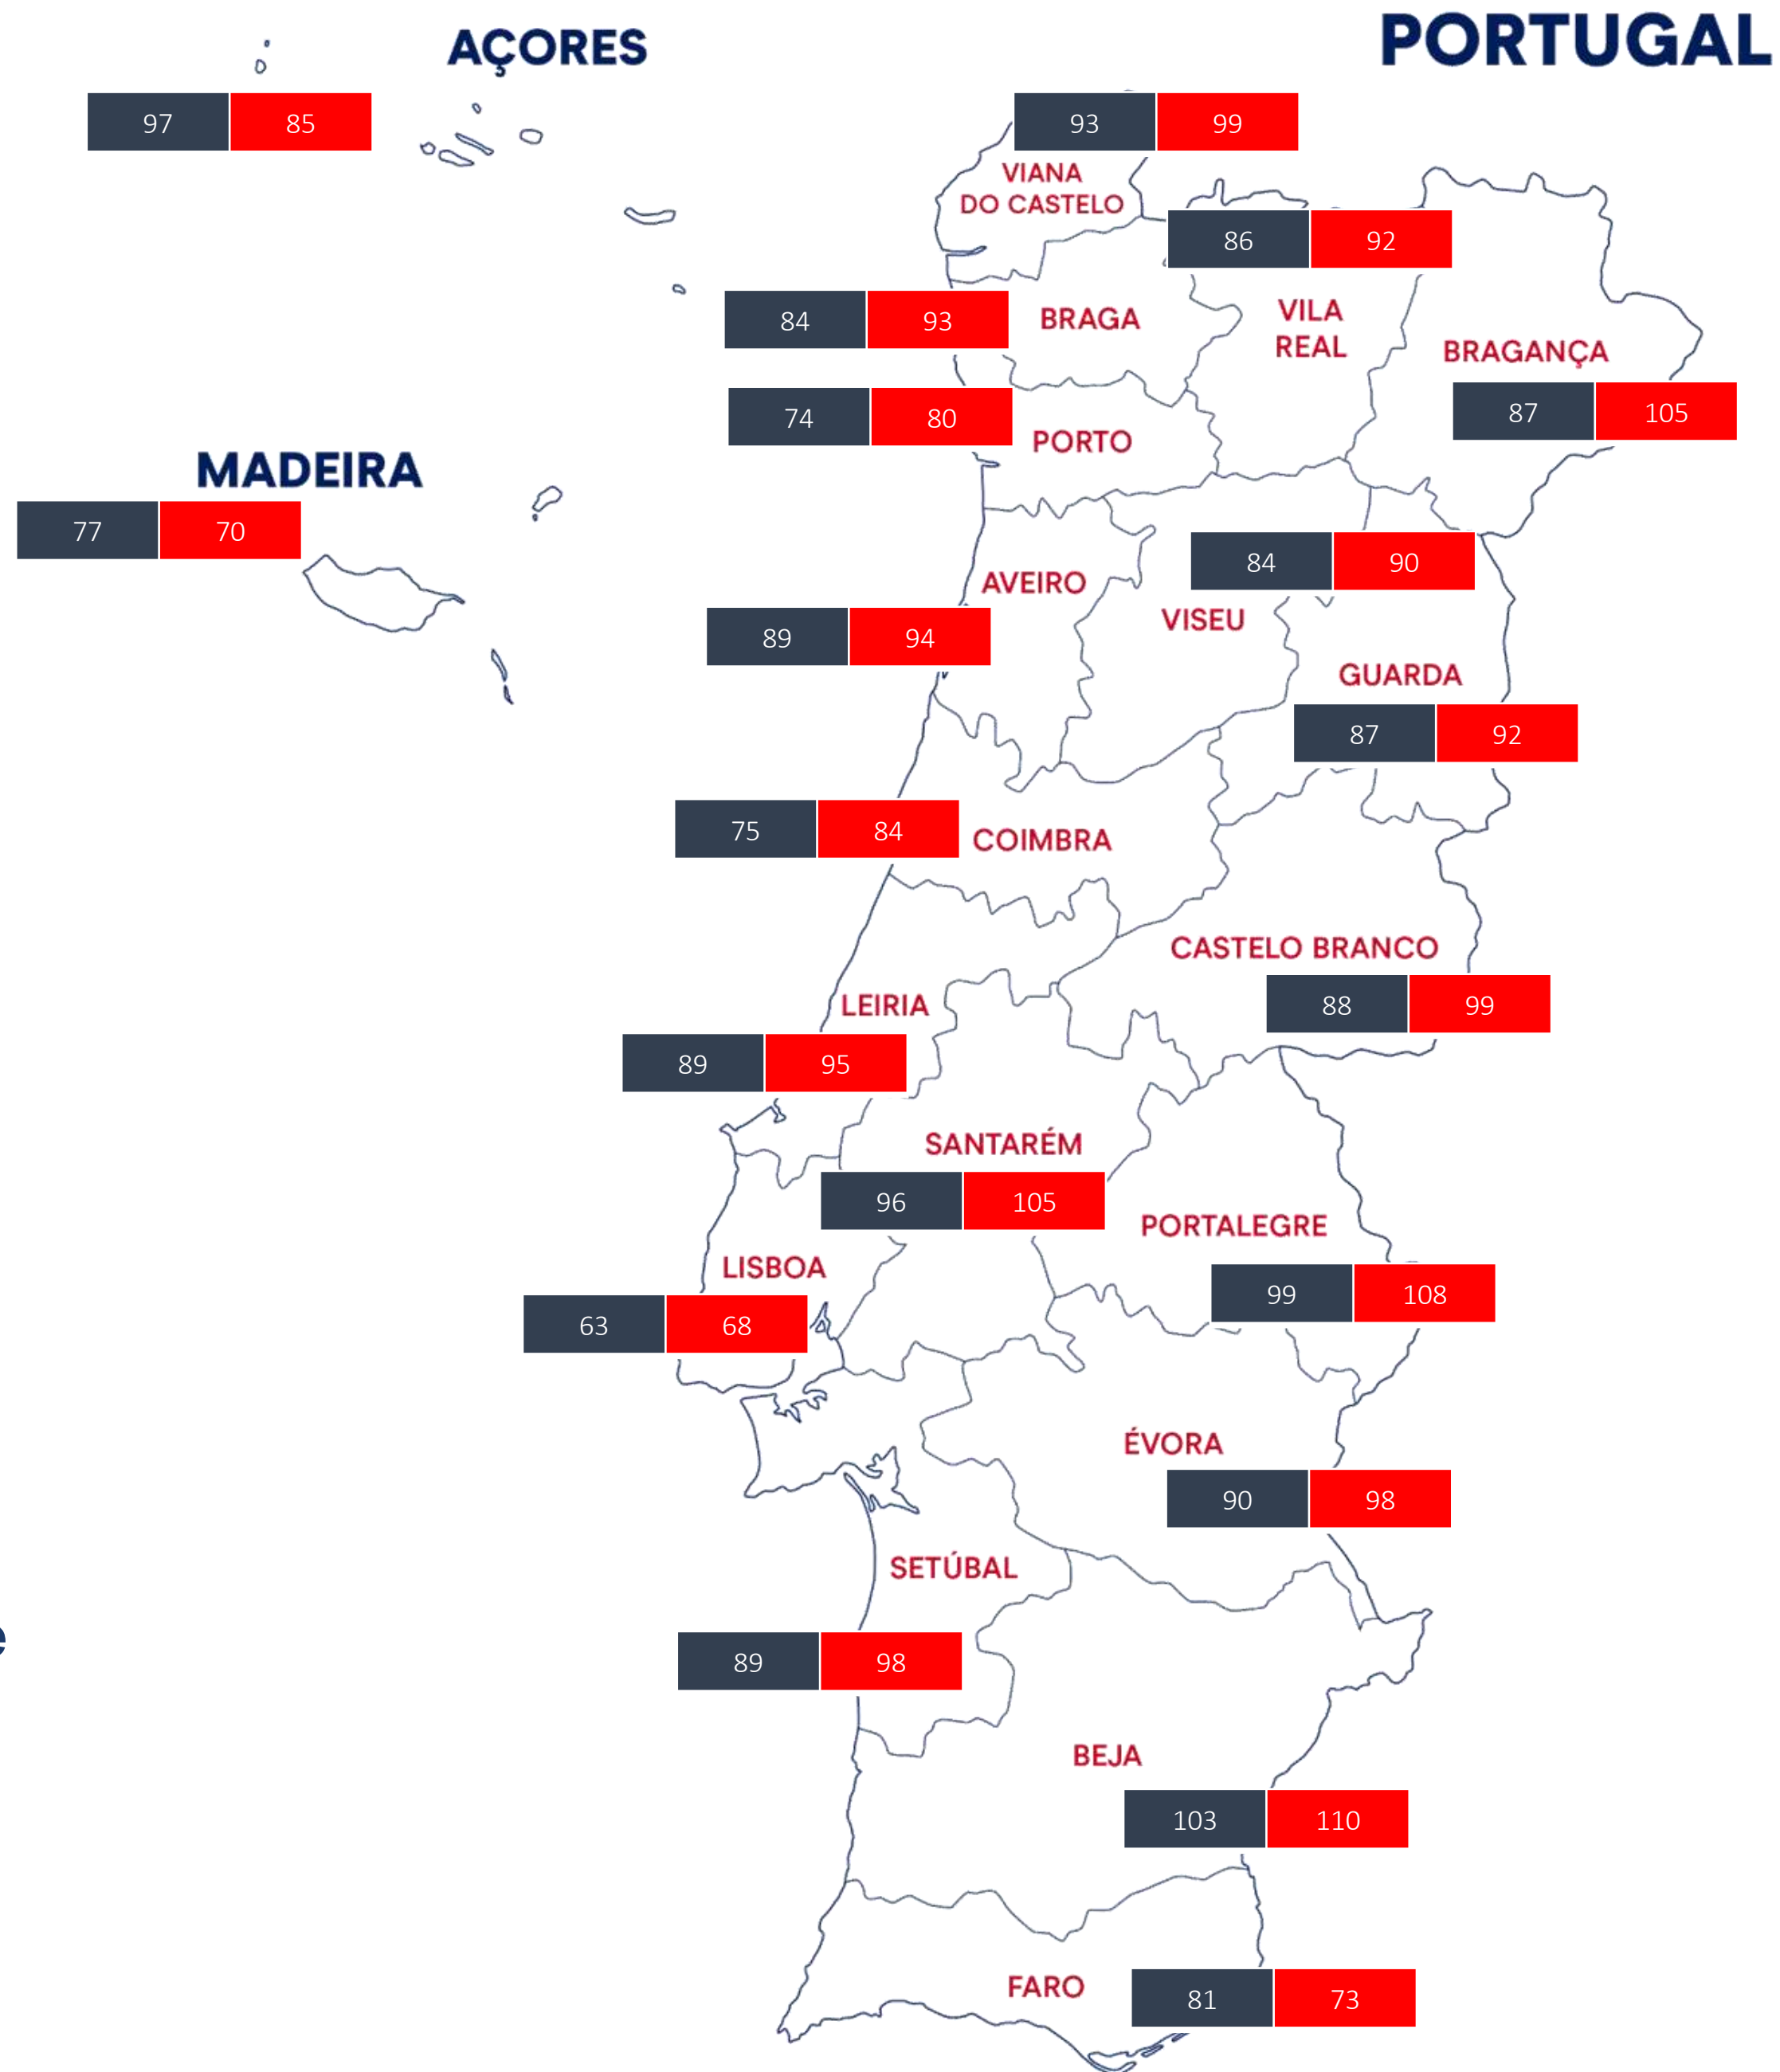 AÇORES
PORTUGAL
97 85
93 99
VIANA
DO CASTELO
86 92
84 93
BRAGA
VILA
REAL
BRAGANÇA
87 105
74 80
PORTO
MADEIRA
77 70
84 90
AVEIRO
VISEU
89 94
GUARDA
87 92
75 84
COIMBRA
CASTELO BRANCO
88 99
LEIRIA
89 95
SANTARÉM
96 105
PORTALEGRE
LISBOA
99 108
63 68
ÉVORA
90 98
SETÚBAL
e
89 98
BEJA
103 110
FARO
81 73